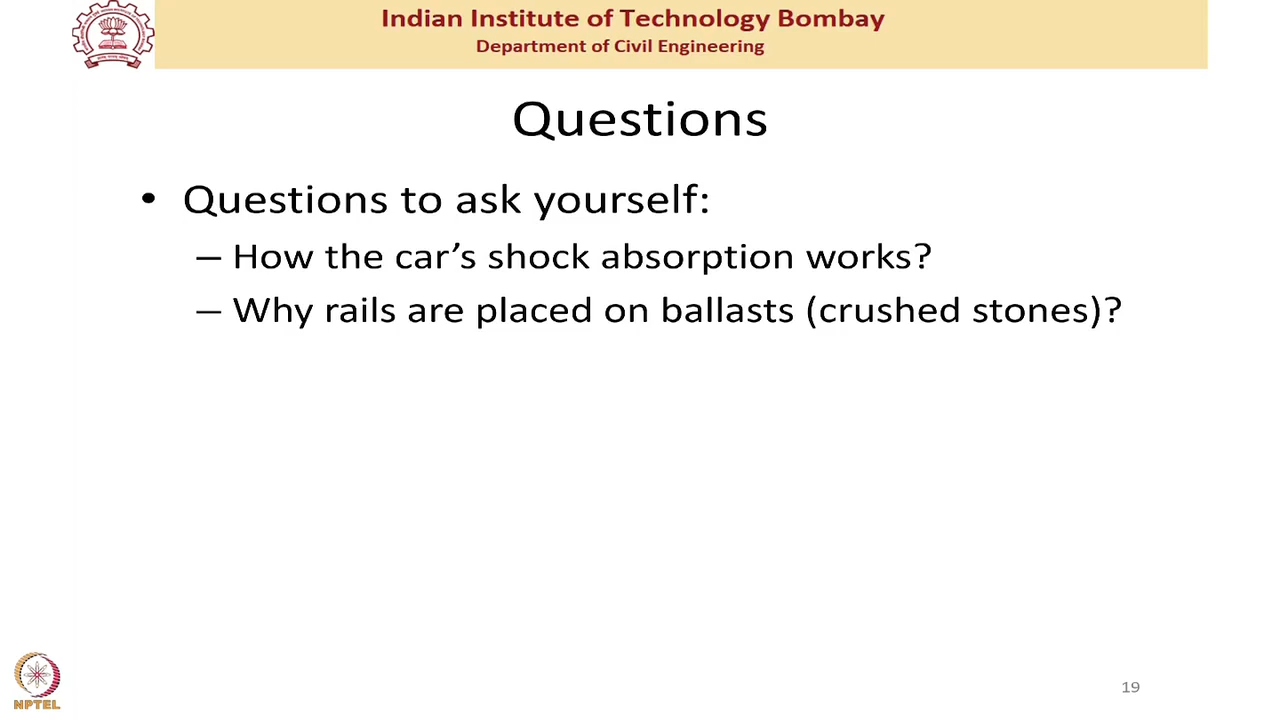 Indian Institute of Technology Bombay
Department of Civil Engineering
Questions
• Questions to ask yourself:
– How the car’s shock absorption works?
– Why rails are placed on ballasts (crushed stones)?
NPTEL
19